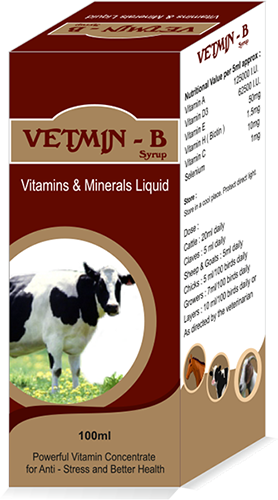 Vitamins & Minerals Liquid
VETMIN - B
Syrup
VETMIN - B
Syrup
Vitamins & Minerals Liquid
100ml
Powerful Vitamin Concentrate
for Anti - Stress and Better Health
Nutritional Value per 5ml approx :
Vitamin A 125000 I.U.
Vitamin D3 62500 I.U.
Vitamin E 50mg
Vitamin H ( Biotin ) 1.5mg
Vitamin C 10mg
Selenium 1mg
Store :
Store in a cool place. Protect direct light.
Dose :
Cattle : 20ml daily
Claves : 5 ml daily
Sheep & Goats : 5ml daily
Chicks : 5 ml/100 birds daily
Growers : 7ml/100 birds daily
Layers : 10 ml/100 birds daily or
As directed by the veterinarian